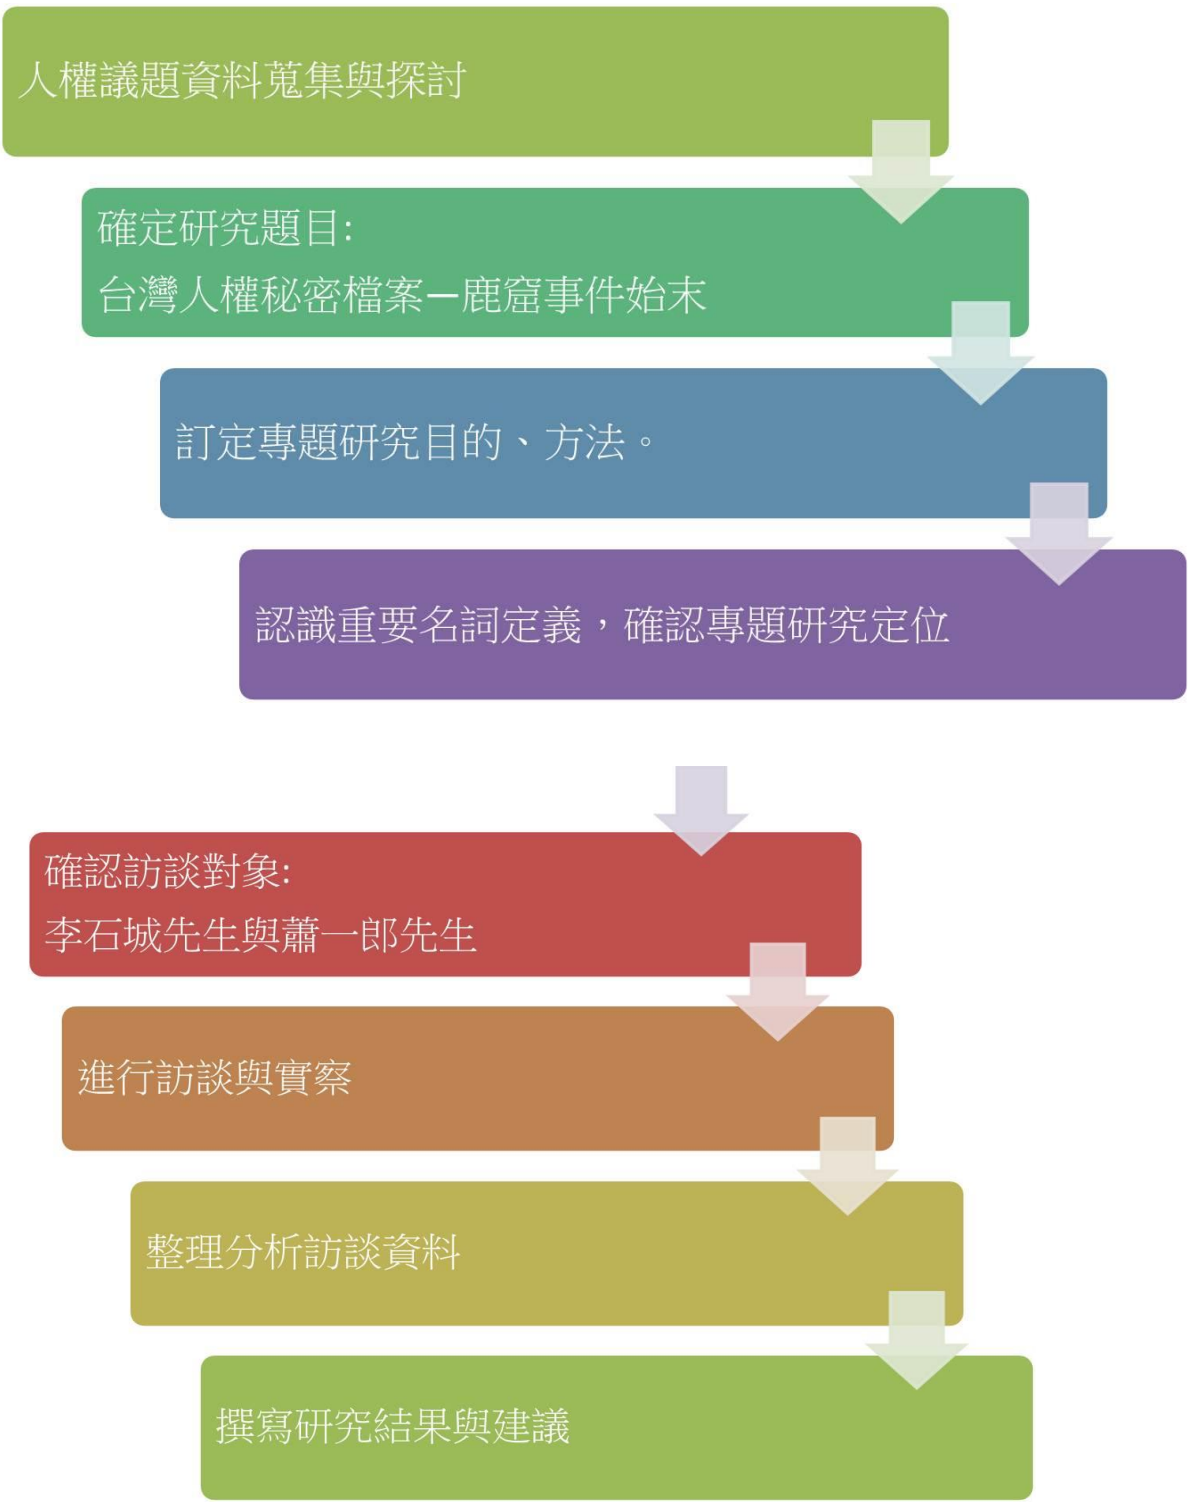 人權議題資料蒐集與探討
確定研究題目:
台灣人權秘密檔案—鹿窟事件始末
訂定專題研究目的、方法。
認識重要名詞定義，確認專題研究定位
確認訪談對象:
李石城先生與蕭一郎先生
進行訪談與實察
整理分析訪談資料
撰寫研究結果與建議